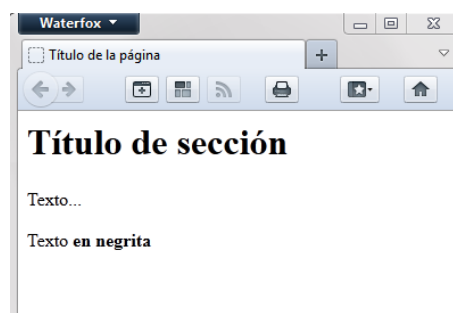 Waterfox
Título de la página
Título de sección
Texto...
Texto en negrita